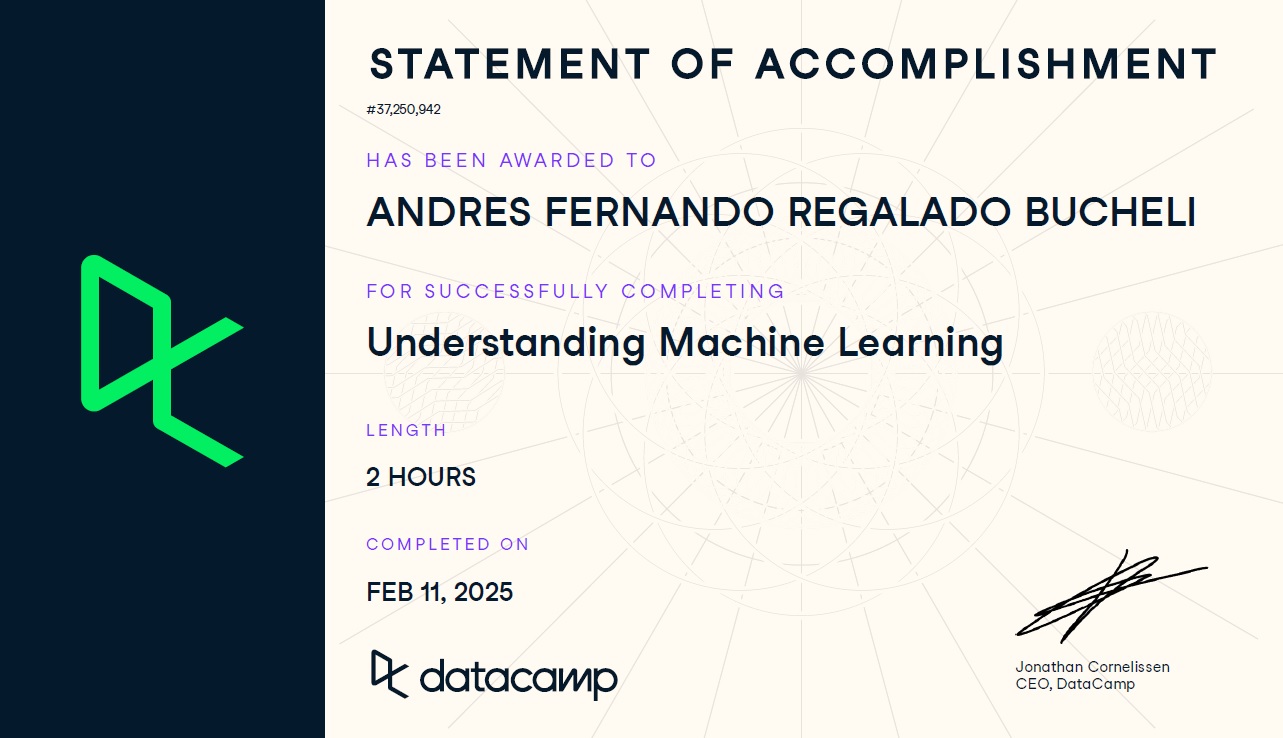 STATEMENT OF ACCOMPLISHMENT
#37,250,942
HAS BEEN AWARDED TO
ANDRES FERNANDO REGALADO BUCHELI
FOR SUCCESSFULLY COMPLETING
Understanding Machine Learning
LENGTH
2 HOURS
COMPLETED ON
FEB 11, 2025
datacamp
Jonathan Cornelissen
CEO, DataCamp